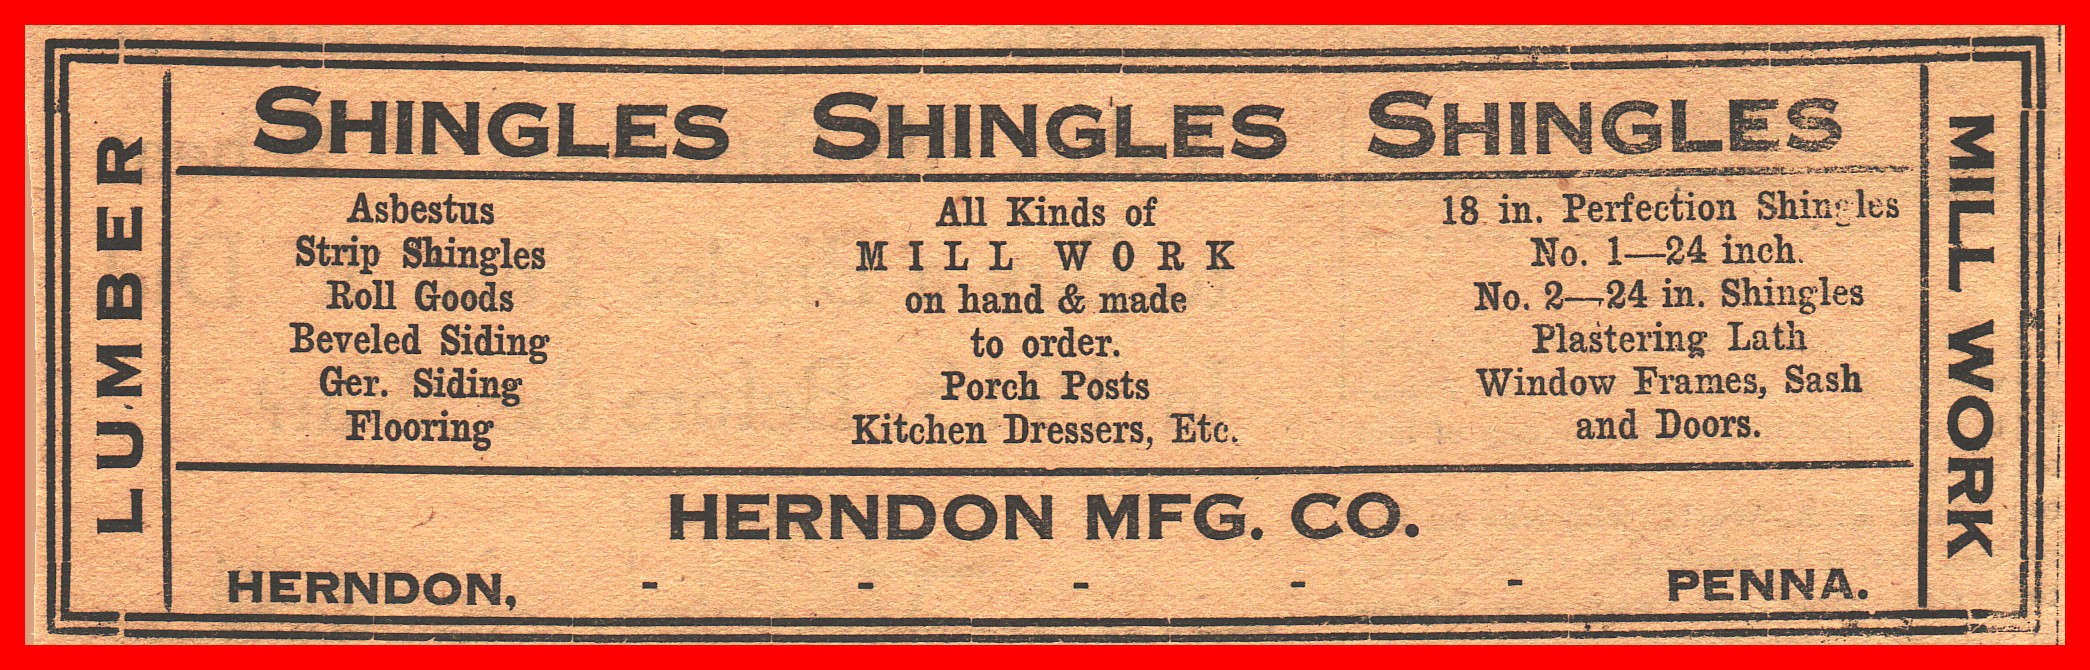 LUMBER
SHINGLES SHINGLES SHINGLES
Asbestus
Strip Shingles
Roll Goods
Beveled Siding
Ger. Siding
Flooring
All Kinds of
MILL WORK
on hand & made
to order.
Porch Posts
Kitchen Dressers, Etc.
18 in. Perfection Shingles
No. 1—24 inch.
No. 2—24 in. Shingles
Plastering Lath
Window Frames, Sash
and Doors.
MILL WORK
HERNDON MFG. CO.
HERNDON, - - - - - PENNA.